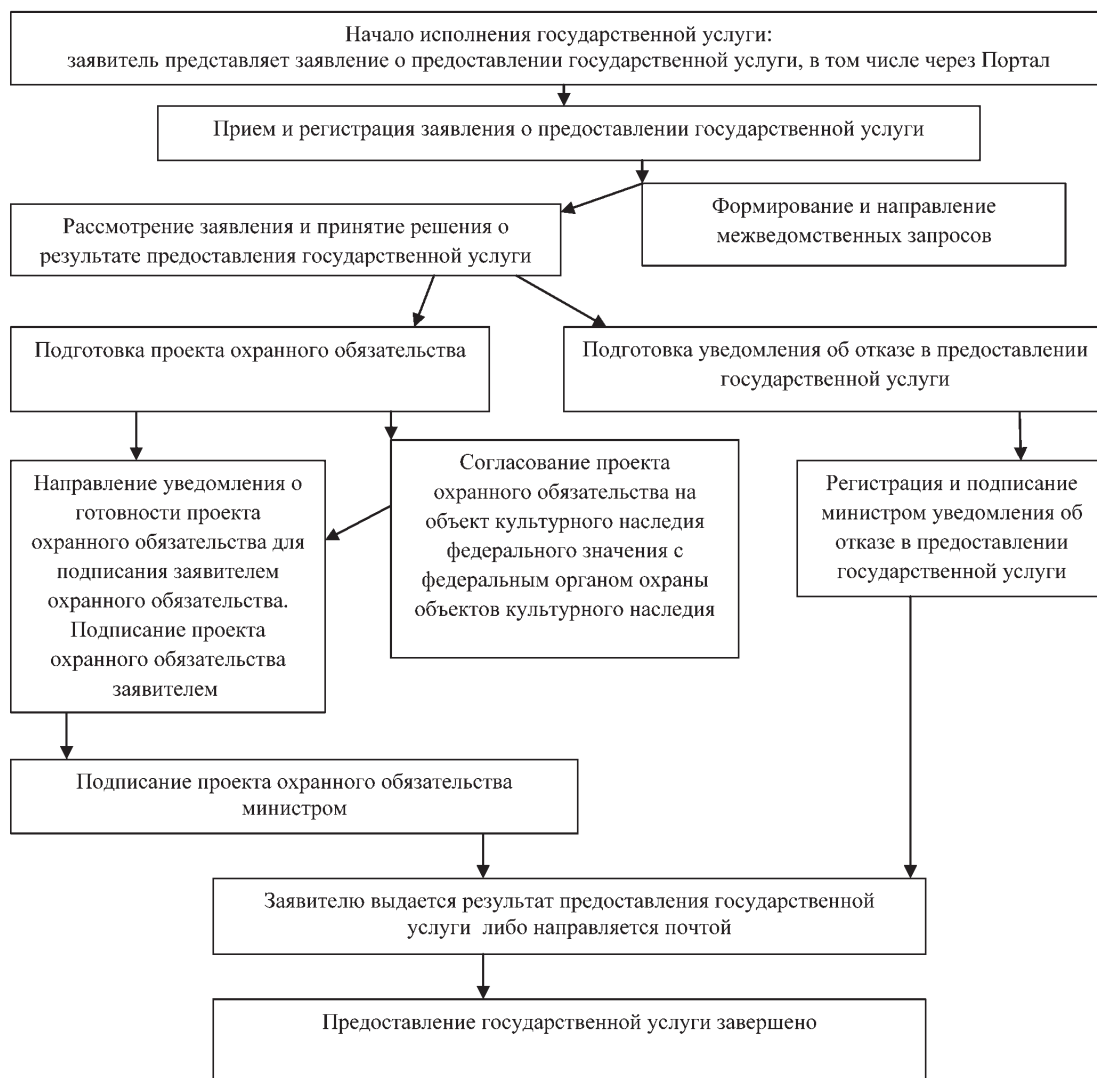 Начало исполнения государственной услуги:
заявитель представляет заявление о предоставлении государственной услуги, в том числе через Портал
Прием и регистрация заявления о предоставлении государственной услуги
Формирование и направление
межведомственных запросов
Рассмотрение заявления и принятие решения о
результате предоставления государственной услуги
Подготовка проекта охранного обязательства
Подготовка уведомления об отказе в предоставлении
государственной услуги
Направление уведомления о
готовности проекта
охранного обязательства для
подписания заявителем
охранного обязательства.
Подписание проекта
охранного обязательства
заявителем
Согласование проекта
охранного обязательства на
объект культурного наследия
федерального значения с
федеральным органом охраны
объектов культурного наследия
Регистрация и подписание
министром уведомления об
отказе в предоставлении
государственной услуги
Подписание проекта охранного обязательства
министром
Заявителю выдается результат предоставления государственной
услуги либо направляется почтой
Предоставление государственной услуги завершено